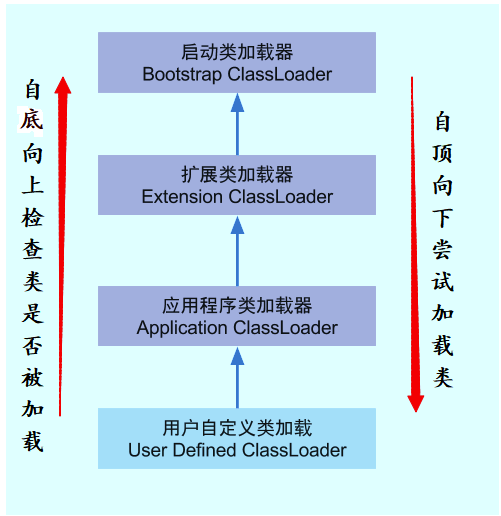 启动类加载器
Bootstrap ClassLoader
扩展类加载器
Extension ClassLoader
应用程序类加载器
Application ClassLoader
用户自定义类加载
User Defined ClassLoader
自底向上检查类是否被加载
自顶向下尝试加载类